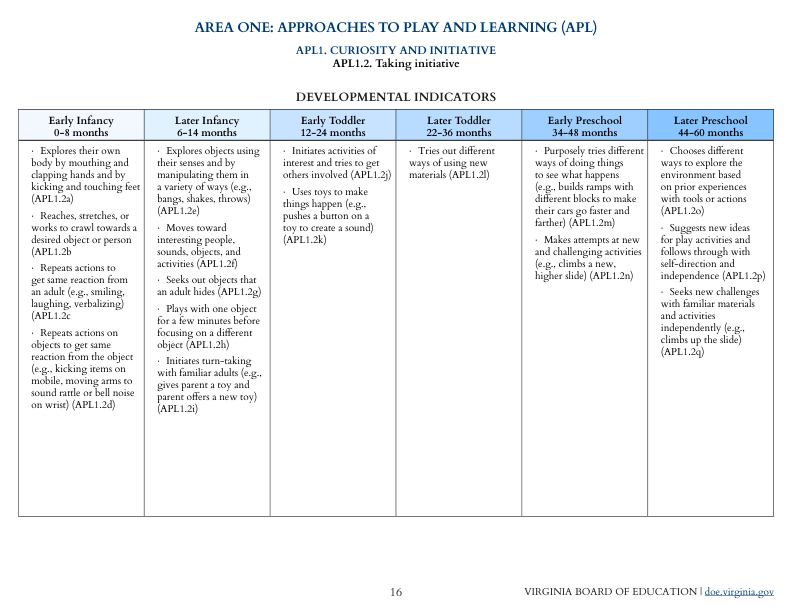 AREA ONE: APPROACHES TO PLAY AND LEARNING (APL)
APL1. CURIOSITY AND INITIATIVE
APL1.2. Taking initiative
DEVELOPMENTAL INDICATORS
Early Infancy
0–8 months
· Explores their own
body by mouthing and
clapping hands and by
kicking and touching feet
(APL1.2a)
· Reaches, stretches, or
works to crawl towards a
desired object or person
(APL1.2b
· Repeats actions to
get same reaction from
an adult (e.g., smiling,
laughing, verbalizing)
(APL1.2c
· Repeats actions on
objects to get same
reaction from the object
(e.g., kicking items on
mobile, moving arms to
sound rattle or bell noise
on wrist) (APL1.2d)
Later Infancy
6–14 months
· Explores objects using
their senses and by
manipulating them in
a variety of ways (e.g.,
bangs, shakes, throws)
(APL1.2e)
· Moves toward
interesting people,
sounds, objects, and
activities (APL1.2f)
· Seeks out objects that
an adult hides (APL1.2g)
· Plays with one object
for a few minutes before
focusing on a different
object (APL1.2h)
· Initiates turn-taking
with familiar adults (e.g.,
gives parent a toy and
parent offers a new toy)
(APL1.2i)
Early Toddler
12–24 months
· Initiates activities of
interest and tries to get
others involved (APL1.2j)
· Uses toys to make
things happen (e.g.,
pushes a button on a
toy to create a sound)
(APL1.2k)
Later Toddler
22–36 months
· Tries out different
ways of using new
materials (APL1.2l)
Early Preschool
34–48 months
· Purposely tries different
ways of doing things
to see what happens
(e.g., builds ramps with
different blocks to make
their cars go faster and
farther) (APL1.2m)
· Makes attempts at new
and challenging activities
(e.g., climbs a new,
higher slide) (APL1.2n)
Later Preschool
44–60 months
· Chooses different
ways to explore the
environment based
on prior experiences
with tools or actions
(APL1.2o)
· Suggests new ideas
for play activities and
follows through with
self-direction and
independence (APL1.2p)
· Seeks new challenges
with familiar materials
and activities
independently (e.g.,
climbs up the slide)
(APL1.2q)
16
VIRGINIA BOARD OF EDUCATION | doe.virginia.gov